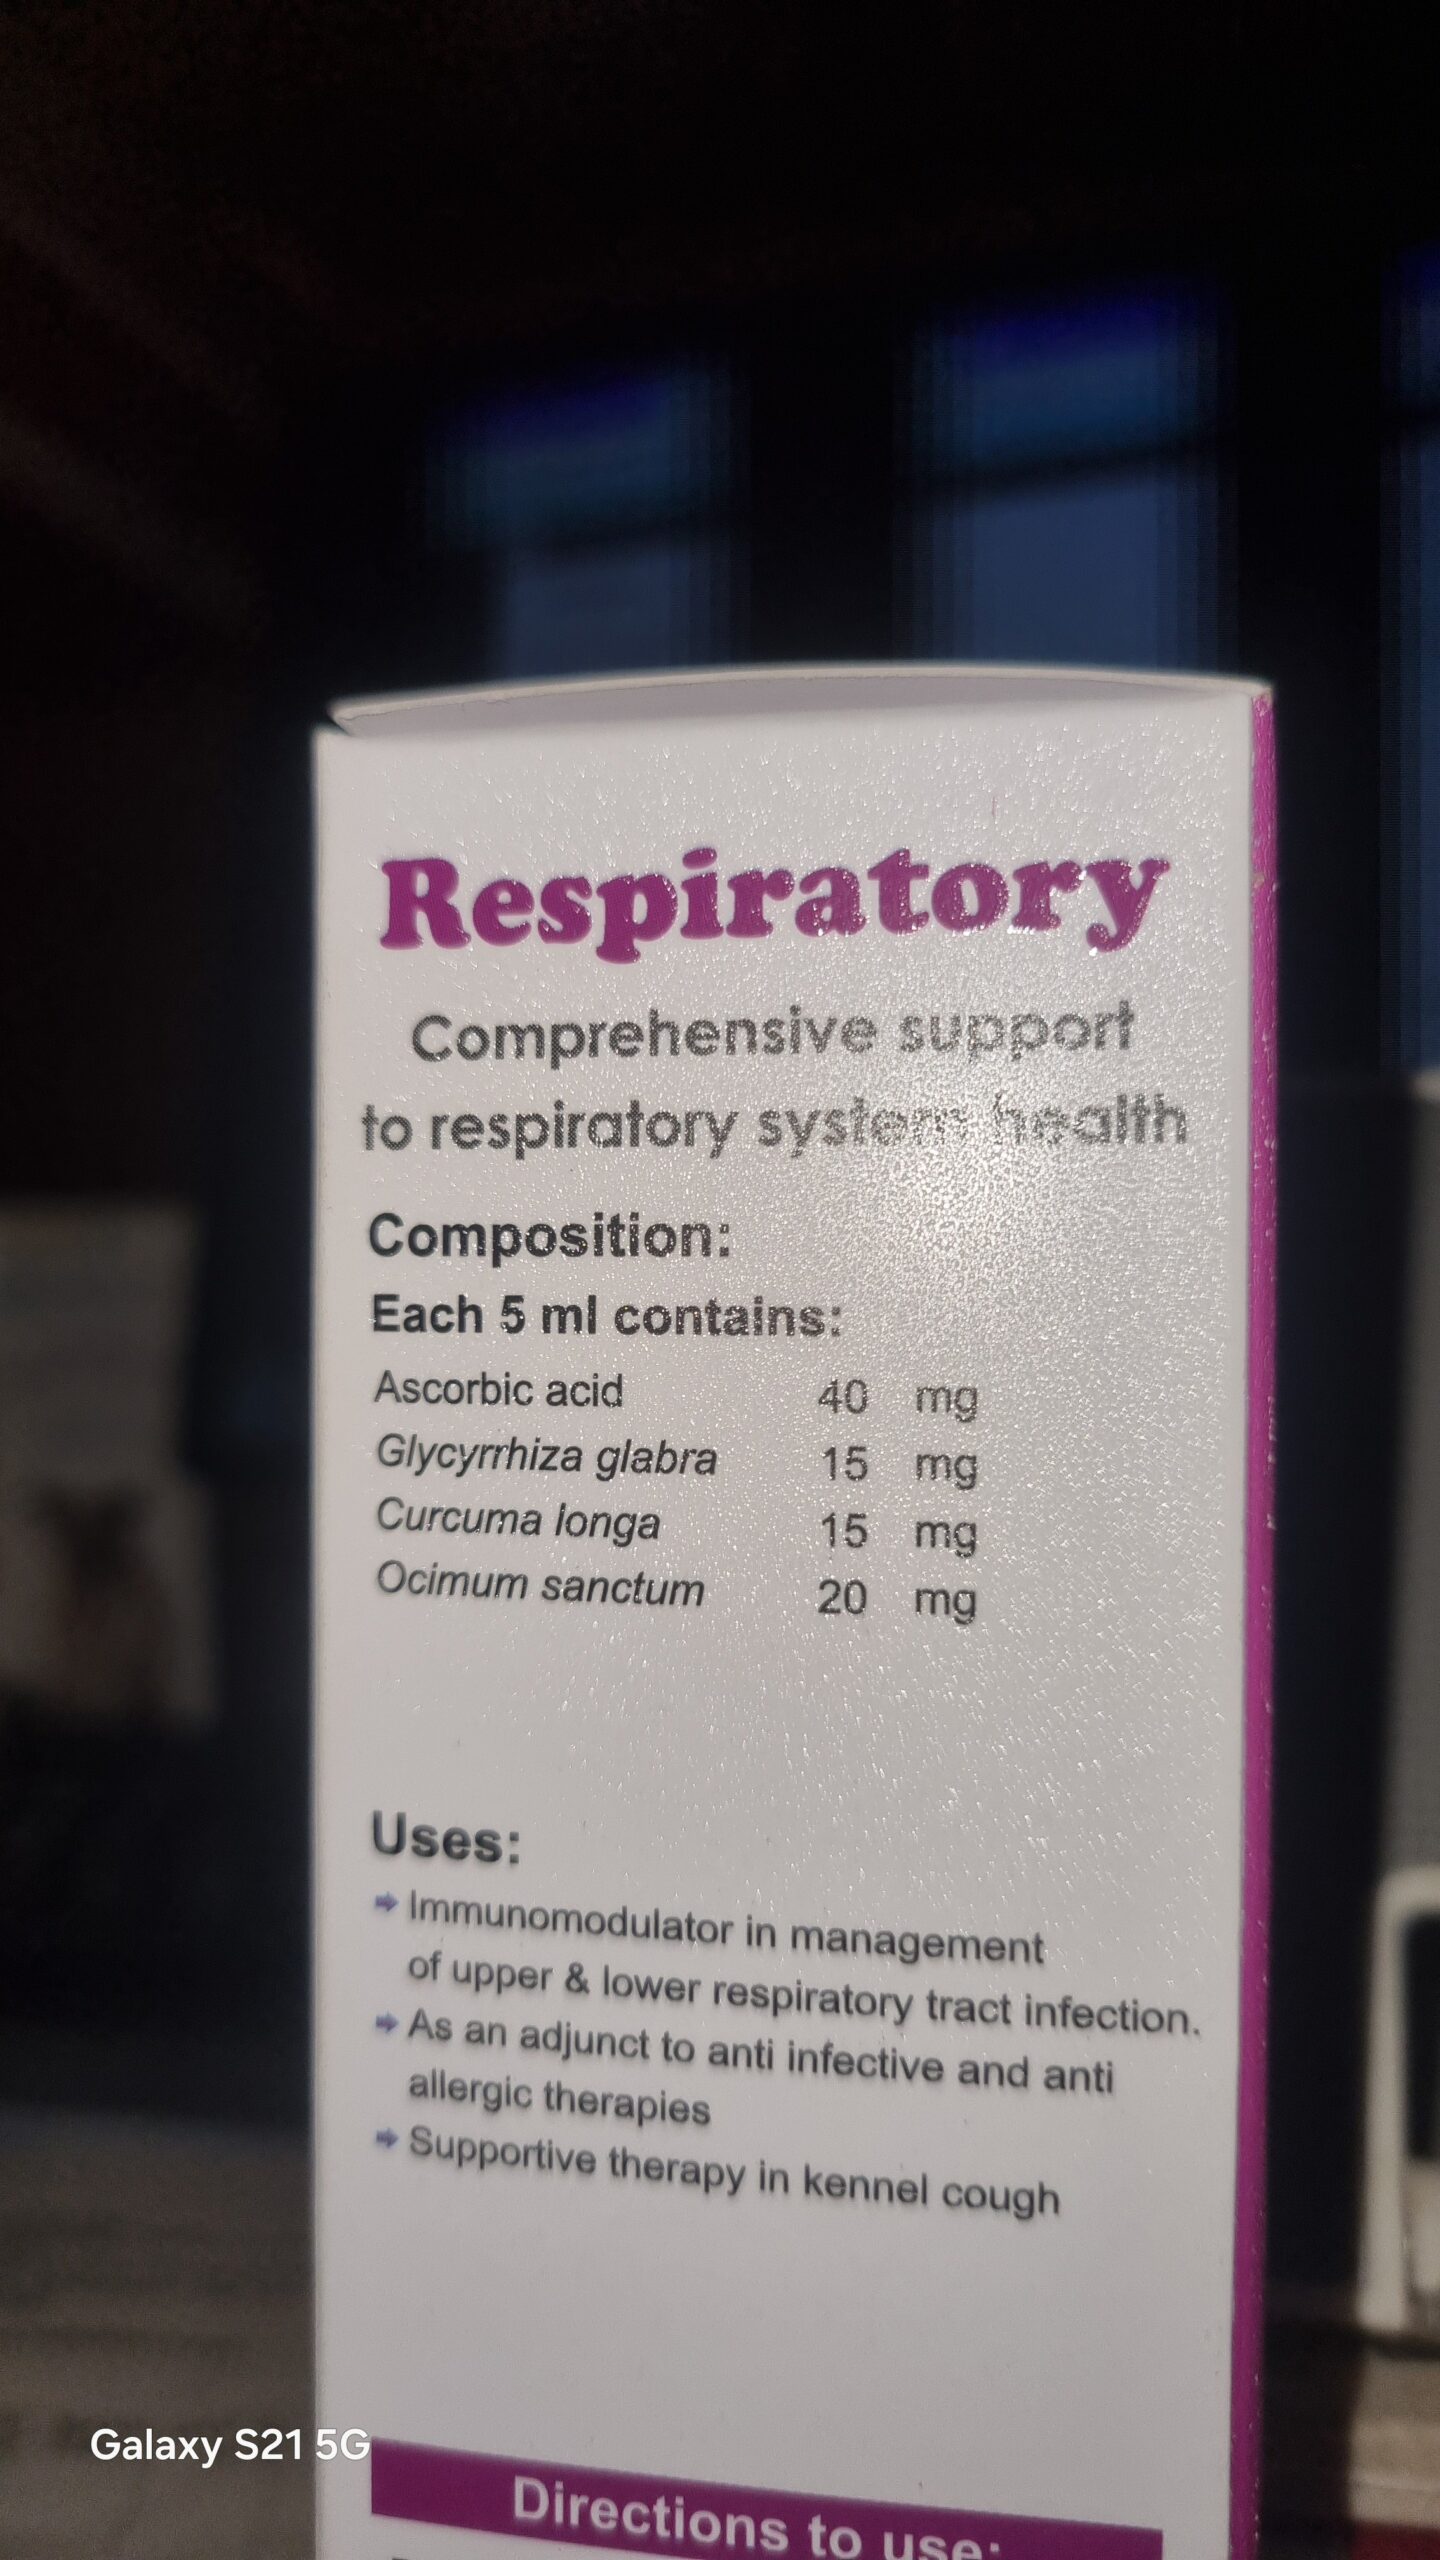 Respiratory
Comprehensive support
to respiratory system health
Composition:
Each 5 ml contains:
Ascorbic acid 40 mg
Glycyrrhiza glabra 15 mg
Curcuma longa 15 mg
Ocimum sanctum 20 mg
Uses:
➡ Immunomodulator in management
of upper & lower respiratory tract infection.
➡ As an adjunct to anti infective and anti
allergic therapies
➡ Supportive therapy in kennel cough
Directions to use:
Galaxy S21 5G